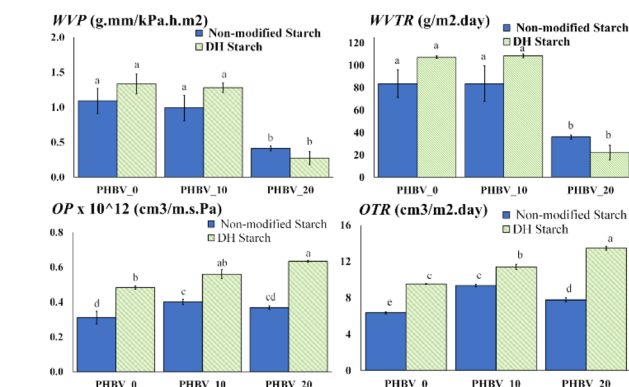 WVP (g.mm/kPa.h.m2)
Non-modified Starch
DH Starch
2.0
1.5
1.0
0.5
0.0
a
a
a
a
b
b
PHBV_0
PHBV_10
PHBV_20
WVTR (g/m2.day)
Non-modified Starch
DH Starch
120
100
80
60
40
20
0
a
a
a
a
b
b
PHBV_0
PHBV_10
PHBV_20
OP x 10^12 (cm3/m.s.Pa)
Non-modified Starch
DH Starch
0.8
0.6
0.4
0.2
0.0
d
b
c
ab
cd
a
PHBV_0
PHBV_10
PHBV_20
OTR (cm3/m2.day)
Non-modified Starch
DH Starch
16
12
8
4
0
e
c
c
b
d
a
PHBV_0
PHBV_10
PHBV_20